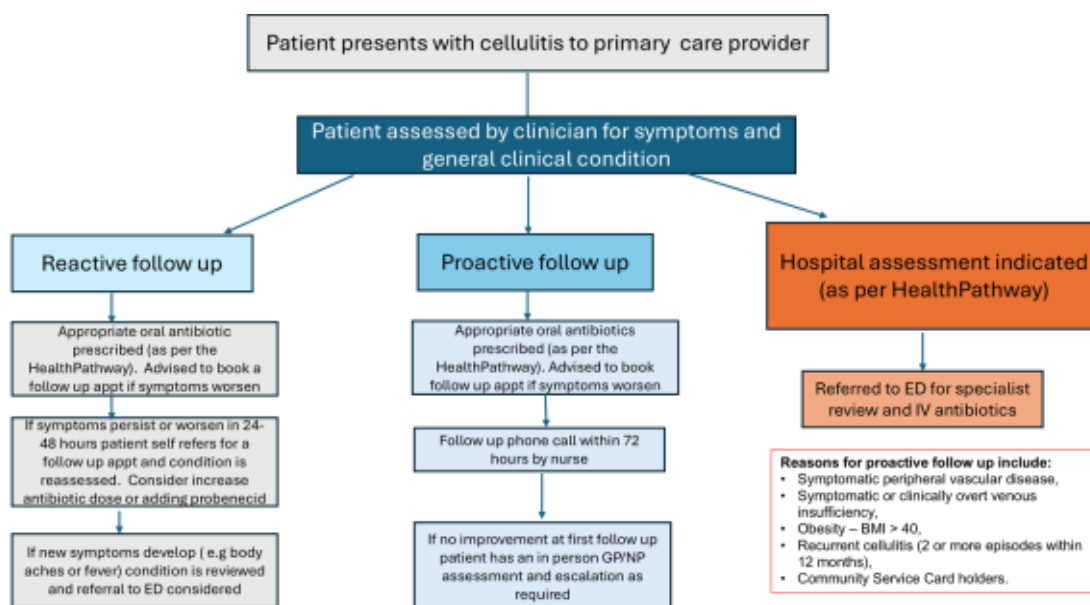 Patient presents with cellulitis to primary care provider
Patient assessed by clinician for symptoms and
general clinical condition
Reactive follow up
Appropriate oral antibiotic
prescribed (as per the
HealthPathway). Advised to book a
follow up appt if symptoms worsen
If symptoms persist or worsen in 24-
48 hours patient self refers for a
follow up appt and condition is
reassessed. Consider increase
antibiotic dose or adding probenecid
If new symptoms develop ( e.g body
aches or fever) condition is reviewed
and referral to ED considered
Proactive follow up
Appropriate oral antibiotics
prescribed (as per the
HealthPathway). Advised to book
follow up appt if symptoms worsen
Follow up phone call within 72
hours by nurse
If no improvement at first follow up
patient has an in person GP/NP
assessment and escalation as
required
Hospital assessment indicated
(as per HealthPathway)
Referred to ED for specialist
review and IV antibiotics
Reasons for proactive follow up include:
• Symptomatic peripheral vascular disease,
• Symptomatic or clinically overt venous
insufficiency,
• Obesity – BMI > 40,
• Recurrent cellulitis (2 or more episodes within
12 months),
• Community Service Card holders.